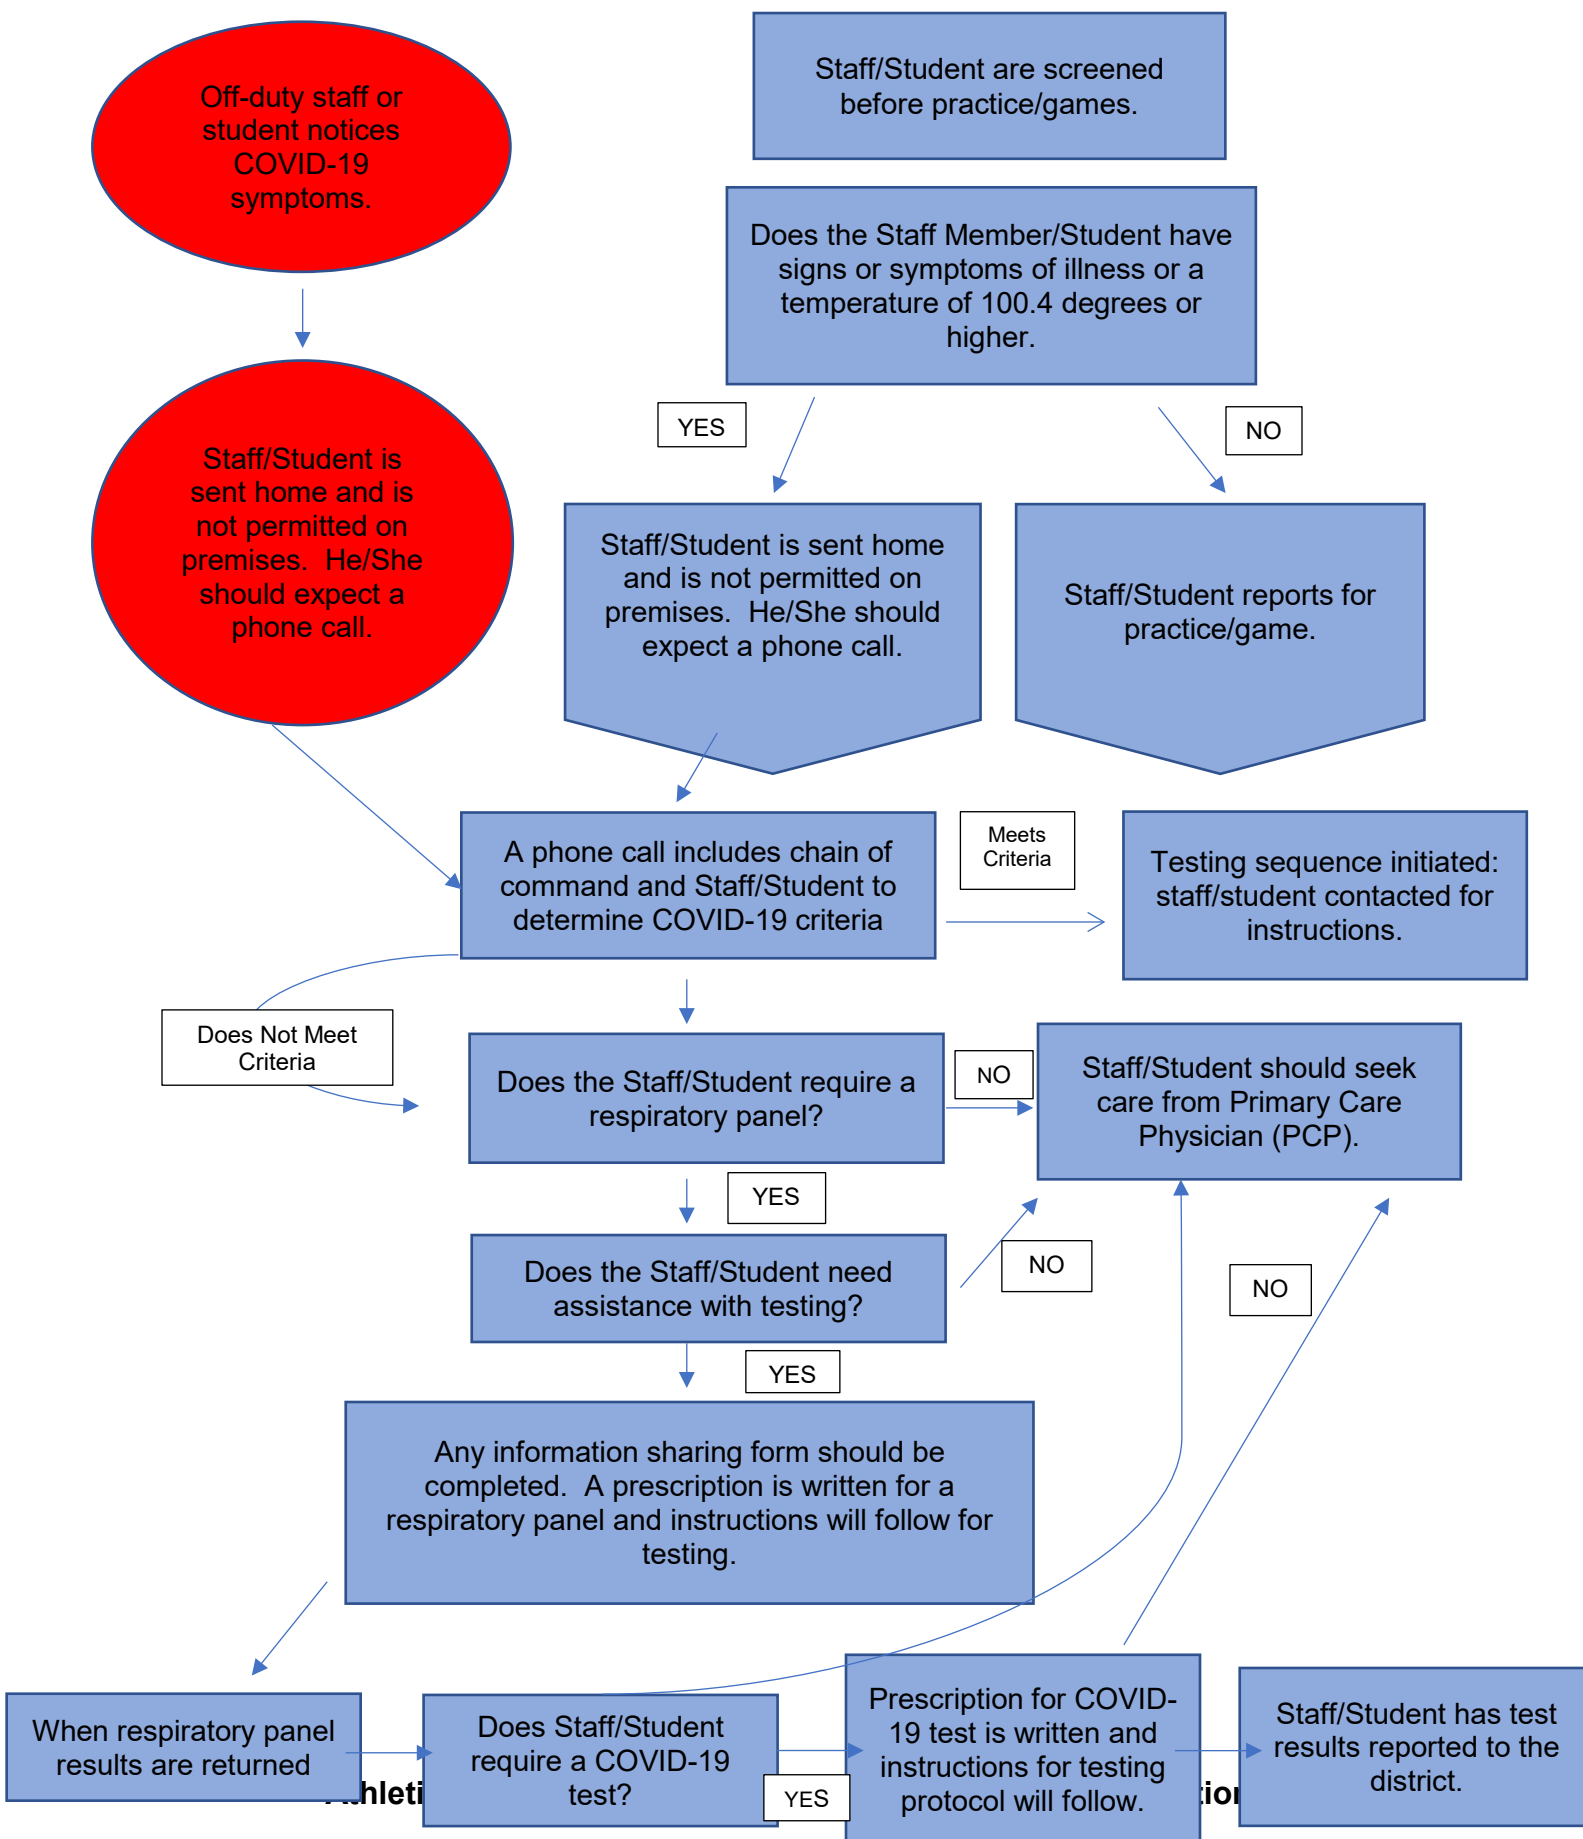 Off-duty staff or
student notices
COVID-19
symptoms.
Staff/Student are screened
before practice/games.
Does the Staff Member/Student have
signs or symptoms of illness or a
temperature of 100.4 degrees or
higher.
YES
NO
Staff/Student is
sent home and is
not permitted on
premises.  He/She
should expect a
phone call.
Staff/Student is sent home
and is not permitted on
premises.  He/She should
expect a phone call.
Staff/Student reports for
practice/game.
A phone call includes chain of
command and Staff/Student to
determine COVID-19 criteria
Meets
Criteria
Testing sequence initiated:
staff/student contacted for
instructions.
Does Not Meet
Criteria
Does the Staff/Student require a
respiratory panel?
NO
Staff/Student should seek
care from Primary Care
Physician (PCP).
YES
Does the Staff/Student need
assistance with testing?
NO
NO
YES
Any information sharing form should be
completed.  A prescription is written for a
respiratory panel and instructions will follow for
testing.
When respiratory panel
results are returned
Does Staff/Student
require a COVID-19
test?
YES
Prescription for COVID-
19 test is written and
instructions for testing
protocol will follow.
Staff/Student has test
results reported to the
district.